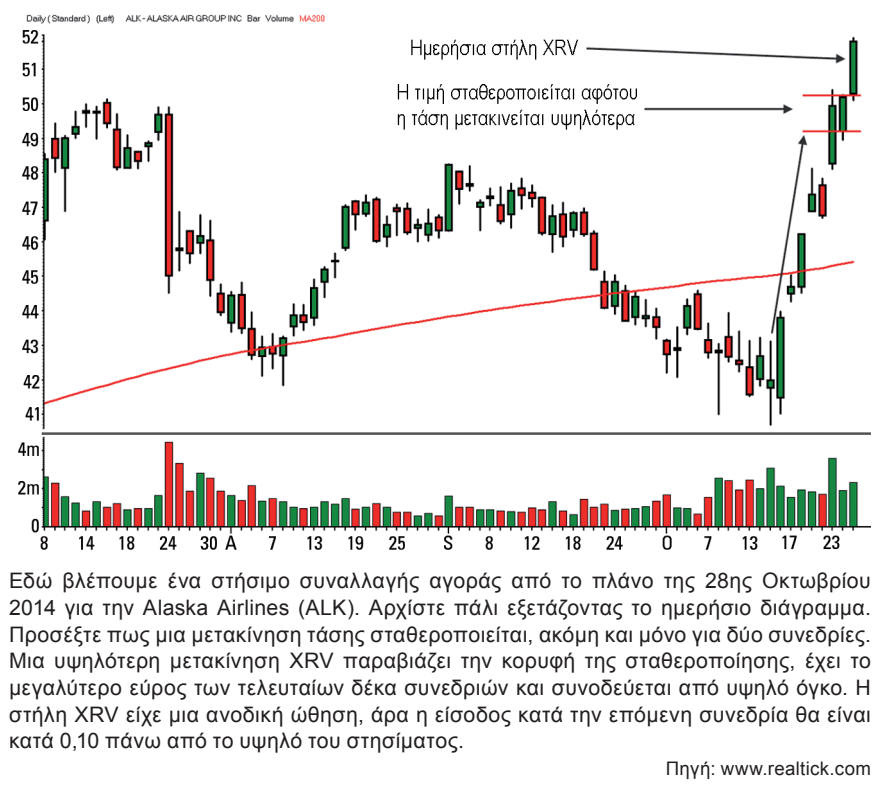 Daily (Standard) (Left) ALK - ALASKA AIR GROUP INC Bar Volume MA200
52
51
50
49
48
47
46
45
44
43
42
41
Ημερήσια στήλη XRV
Η τιμή σταθεροποιείται αφότου
η τάση μετακινείται υψηλότερα
4m
2m
0
8 14 18 24 30 A 7 13 19 25 S 8 12 18 24 O 7 13 17 23
Εδώ βλέπουμε ένα στήσιμο συναλλαγής αγοράς από το πλάνο της 28ης Οκτωβρίου
2014 για την Alaska Airlines (ALK). Αρχίστε πάλι εξετάζοντας το ημερήσιο διάγραμμα.
Προσέξτε πως μια μετακίνηση τάσης σταθεροποιείται, ακόμη και μόνο για δύο συνεδρίες.
Μια υψηλότερη μετακίνηση XRV παραβιάζει την κορυφή της σταθεροποίησης, έχει το
μεγαλύτερο εύρος των τελευταίων δέκα συνεδριών και συνοδεύεται από υψηλό όγκο. Η
στήλη XRV είχε μια ανοδική ώθηση, άρα η είσοδος κατά την επόμενη συνεδρία θα είναι
κατά 0,10 πάνω από το υψηλό του στησίματος.
Πηγή: www.realtick.com